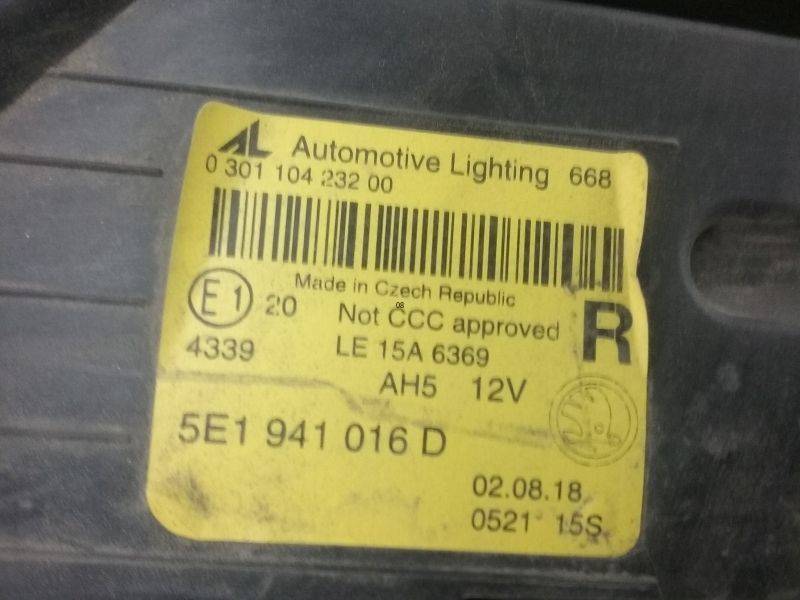 AL Automotive Lighting 668
0 301 104 232 00
Made in Czech Republic
08
E1 20 Not CCC approved R
4339 LE 15A 6369
AH5 12V
5E1 941 016 D
02.08.18
0521 15S